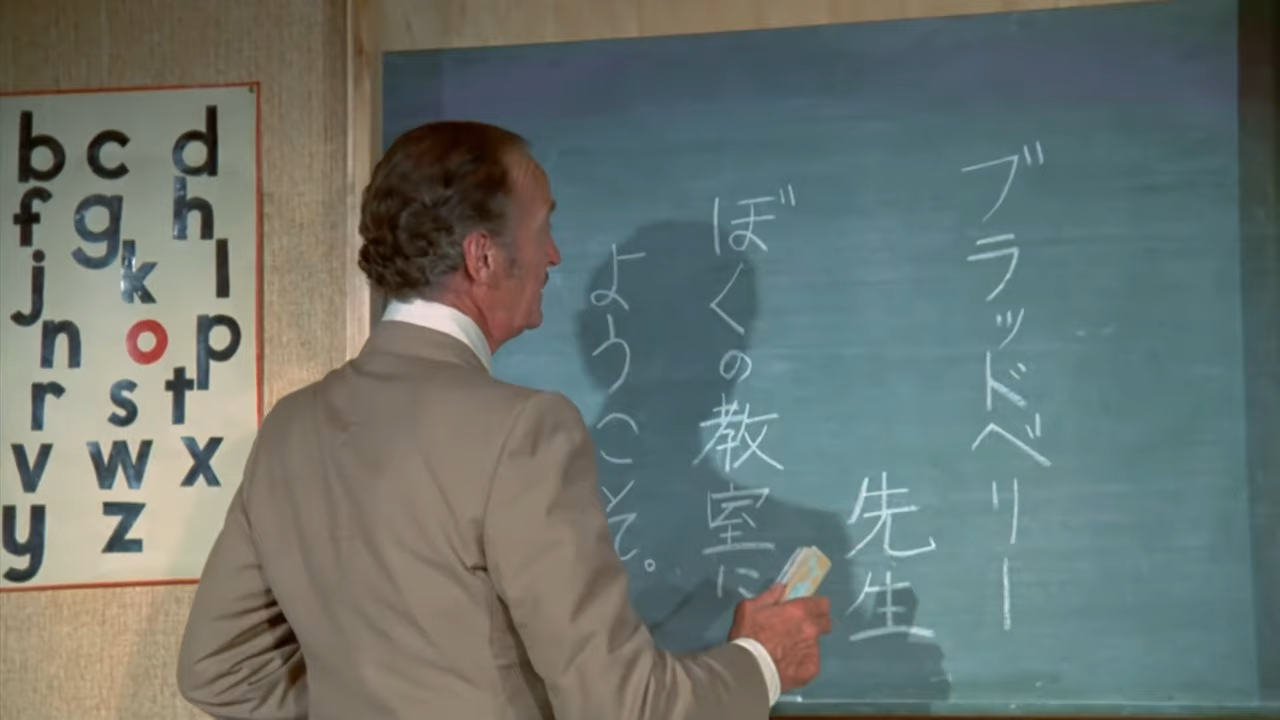 b c d
f g h
j k l
n o p
r s t
v w x
y z
ブラッドベリー
先生
ぼくの教室に
ようこそ。